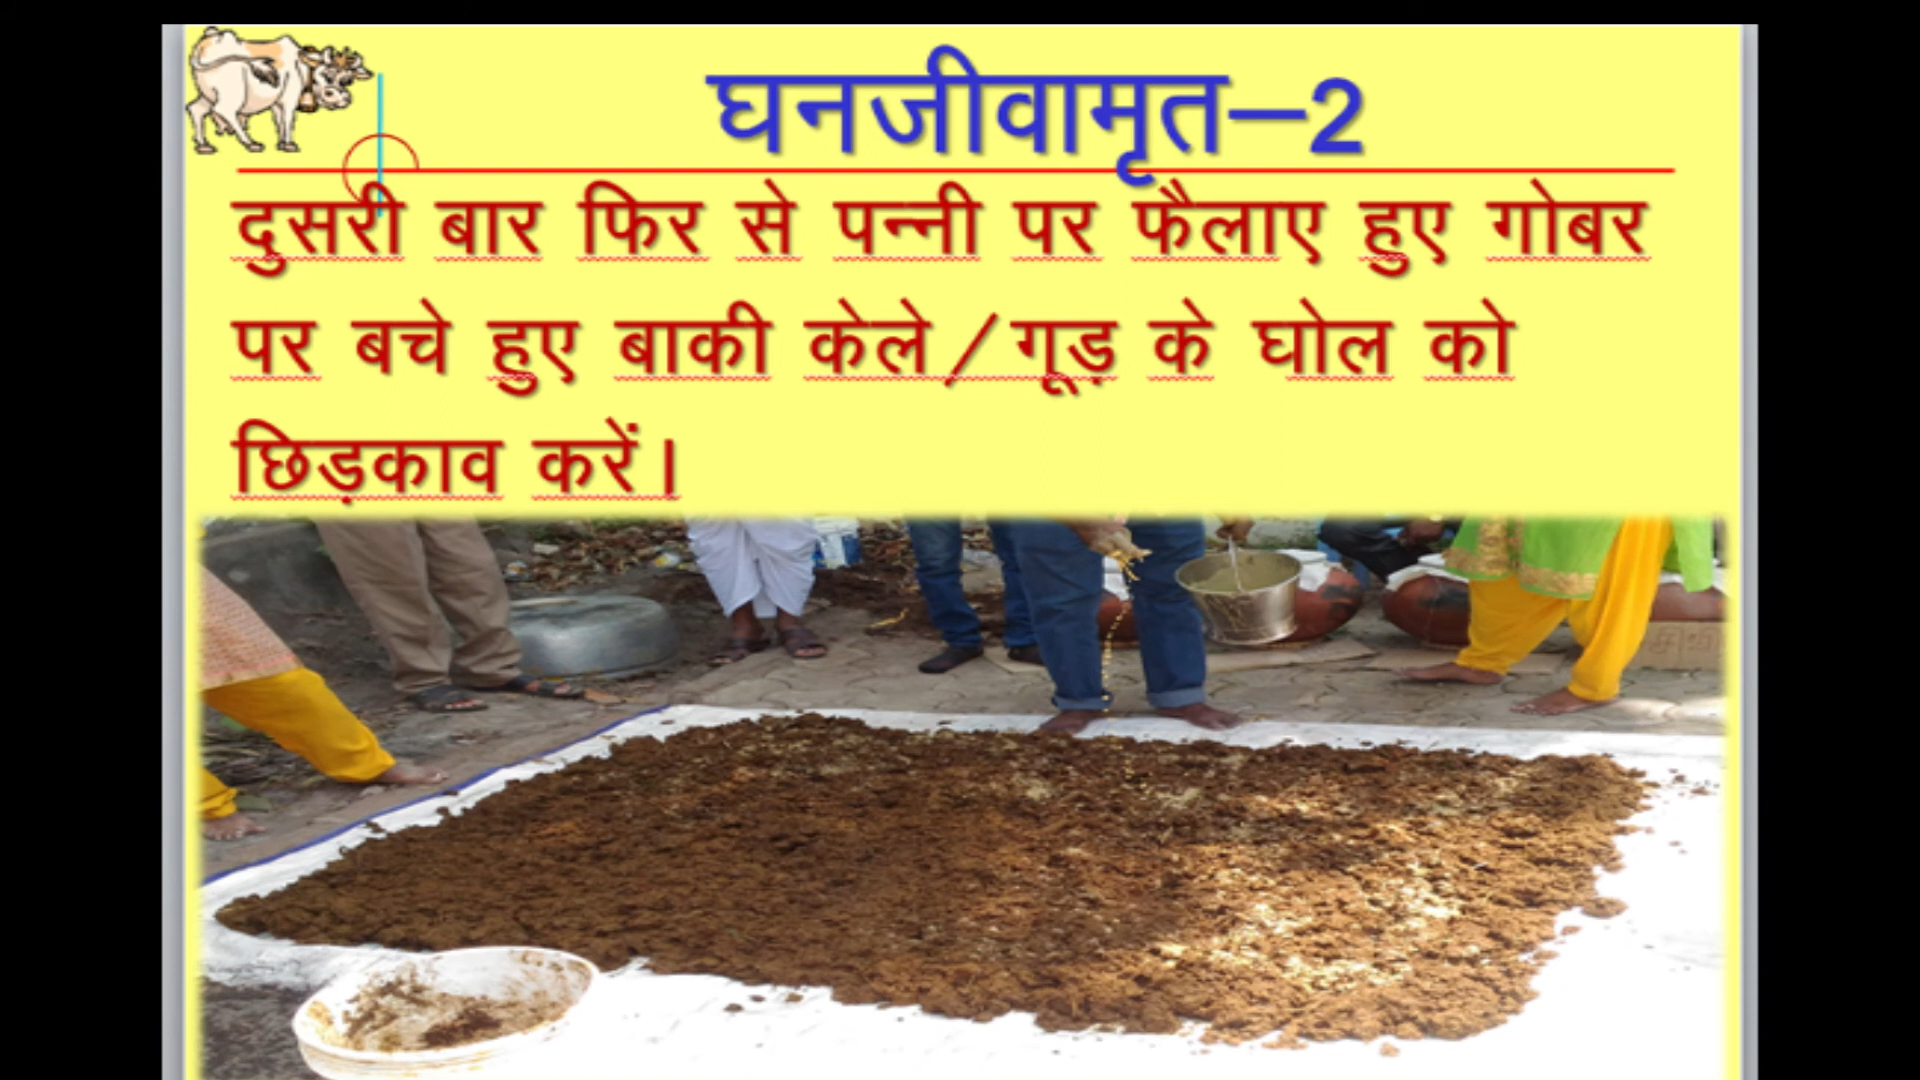 घनजीवामृत–2
दुसरी बार फिर से पन्नी पर फैलाए हुए गोबर
पर बचे हुए बाकी केले/गूड़ के घोल को
छिड़काव करें।